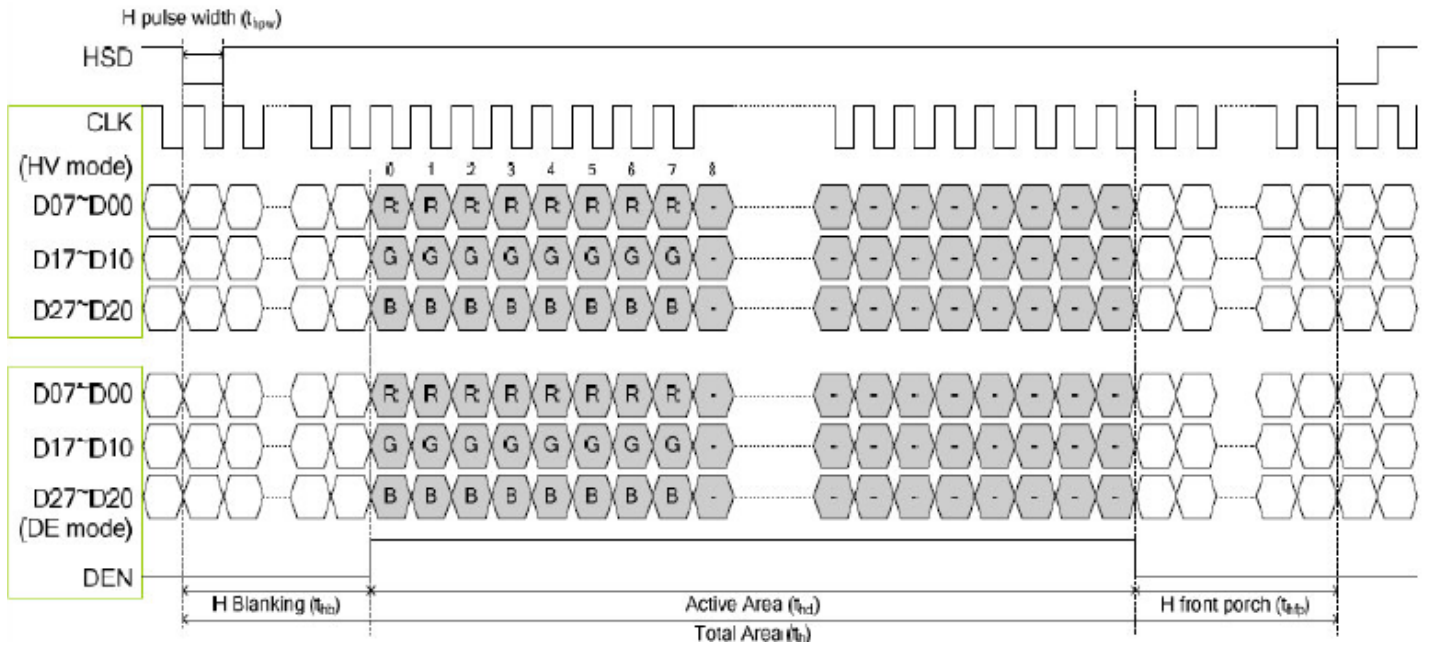 H pulse width (thpw)
HSD
CLK
(HV mode)
0 1 2 3 4 5 6 7 8
D07~D00 R R R R R R R R - - - - - - - - -
D17~D10 G G G G G G G G - - - - - - - - -
D27~D20 B B B B B B B B - - - - - - - - -
D07~D00 R R R R R R R R - - - - - - - - -
D17~D10 G G G G G G G G - - - - - - - - -
D27~D20 B B B B B B B B - - - - - - - - -
(DE mode)
DEN
H Blanking (thb) Active Area (thd) H front porch (thfp)
Total Area (th)